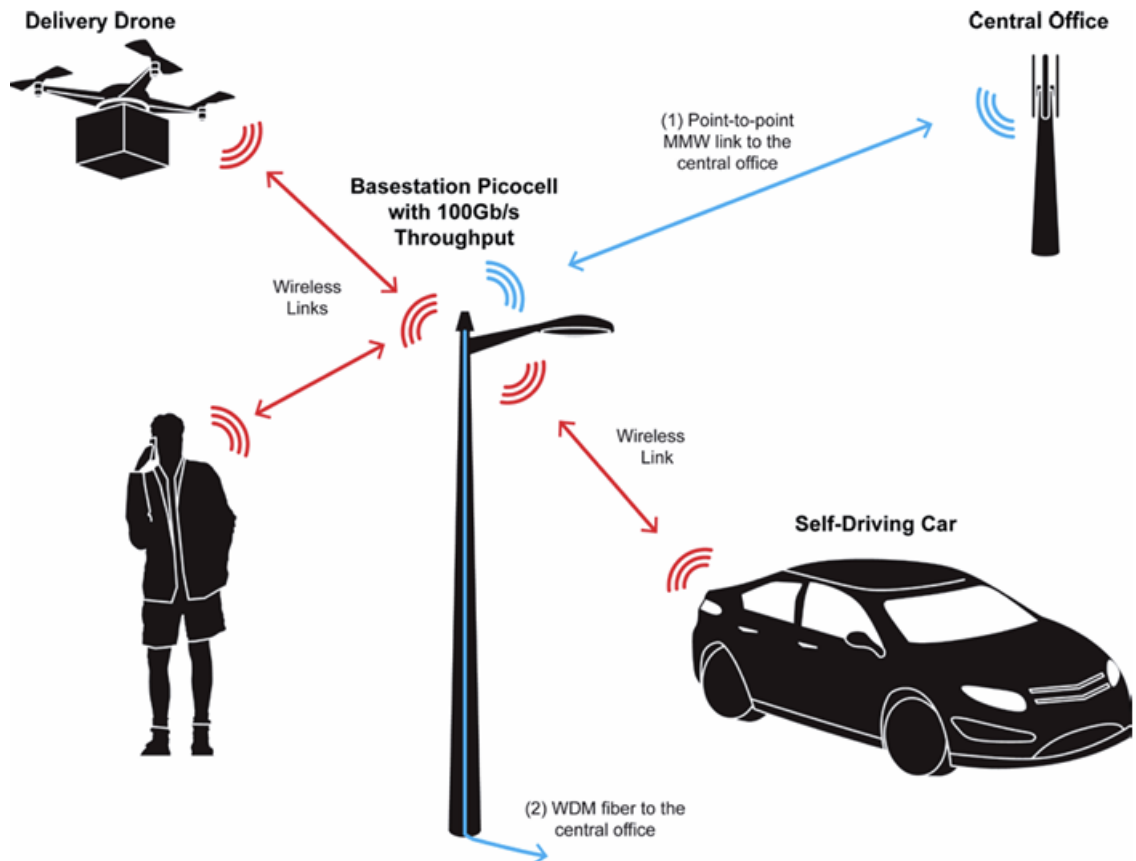 Delivery Drone
Central Office
(1) Point-to-point
MMW link to the
central office
Basestation Picocell
with 100Gb/s
Throughput
Wireless
Links
Wireless
Link
Self-Driving Car
(2) WDM fiber to the
central office